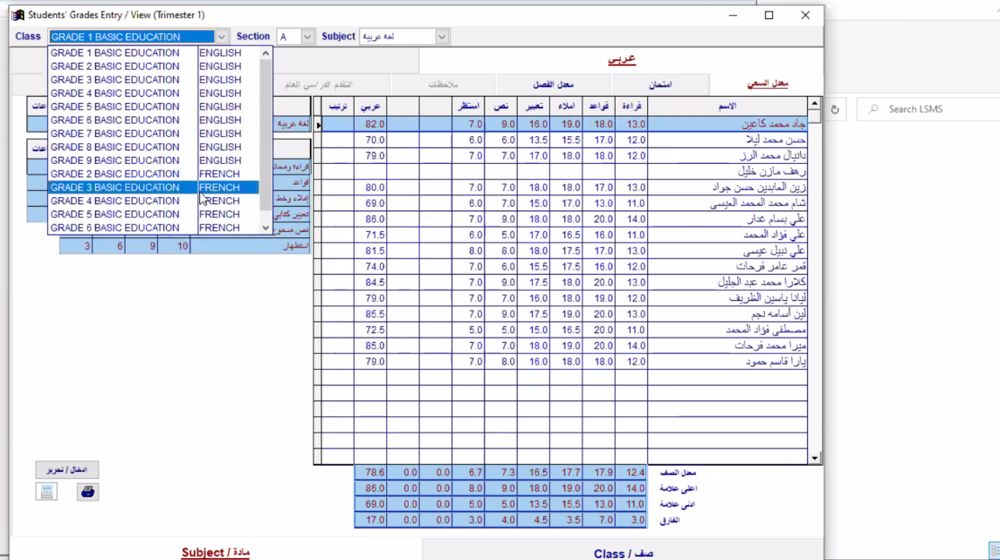 Students' Grades Entry / View (Trimester 1)
Class GRADE 1 BASIC EDUCATION Section A Subject لغة عربية
GRADE 1 BASIC EDUCATION ENGLISH
GRADE 2 BASIC EDUCATION ENGLISH
GRADE 3 BASIC EDUCATION ENGLISH
GRADE 4 BASIC EDUCATION ENGLISH
GRADE 5 BASIC EDUCATION ENGLISH
GRADE 6 BASIC EDUCATION ENGLISH
GRADE 7 BASIC EDUCATION ENGLISH
GRADE 8 BASIC EDUCATION ENGLISH
GRADE 9 BASIC EDUCATION ENGLISH
GRADE 2 BASIC EDUCATION FRENCH
GRADE 3 BASIC EDUCATION FRENCH
GRADE 4 BASIC EDUCATION FRENCH
GRADE 5 BASIC EDUCATION FRENCH
GRADE 6 BASIC EDUCATION FRENCH
عربي
معدل السعي امتحان معدل الفصل ملاحظات التقدم الدراسي العام
Search LSMS
الاسم قراءة قواعد املاء تعبير نص استظر عربي ترتيب
جاد محمد كاعين 13.0 18.0 19.0 16.0 9.0 7.0 82.0
حسن محمد ليلا 12.0 17.0 15.5 13.5 6.0 6.0 70.0
دانيال محمد الرز 12.0 18.0 18.0 17.0 7.0 7.0 79.0
رهف مازن خليل
زين العابدين حسن جواد 13.0 17.0 18.0 18.0 7.0 7.0 80.0
شام محمد المحمد العيسى 11.0 13.0 17.0 15.0 7.0 6.0 69.0
علي بسام غدار 14.0 20.0 18.0 18.0 9.0 7.0 86.0
علي فؤاد المحمد 11.0 16.0 16.5 17.0 5.0 6.0 71.5
علي نبيل عيسى 13.0 17.0 17.5 18.0 8.0 8.0 81.5
قمر عامر فرحات 12.0 16.0 17.5 15.5 6.0 7.0 74.0
كلارا محمد عبد الجليل 13.0 20.0 18.0 17.5 9.0 7.0 84.5
ليانا ياسين الظريف 12.0 19.0 18.0 16.0 7.0 7.0 79.0
لين أسامه نجم 13.0 20.0 19.0 17.5 9.0 7.0 85.5
مصطفى فؤاد المحمد 11.0 20.0 16.5 15.0 5.0 5.0 72.5
ميرا محمد فرحات 14.0 20.0 19.0 18.0 7.0 7.0 85.0
يارا قاسم حمود 12.0 18.0 18.0 16.0 8.0 7.0 79.0
معدل الصف 12.4 17.9 17.7 16.5 7.3 6.7 0.0 0.0 78.6
اعلى علامة 14.0 20.0 19.0 18.0 9.0 8.0 0.0 0.0 86.0
ادنى علامة 11.0 13.0 15.5 13.5 5.0 5.0 0.0 0.0 69.0
الفارق 3.0 7.0 3.5 4.5 4.0 3.0 0.0 0.0 17.0
لغة عربية
قواعد
إملاء وخط
تعبير كتابي
نص مسموع
استظهار 10 9 6 3
ادخال / تحرير
Subject / مادة
Class / صف